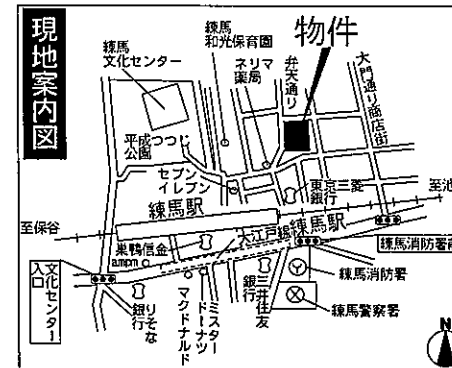 現地案内図
物件
練馬
文化センター
練馬
和光保育園
ネリマ
薬局
弁天通り
大門通り商店街
平成つつじ
公園
セブン
イレブン
東京三菱
銀行
練馬駅
至保谷
至池
大江戸線練馬駅
巣鴨信金
a.m.p.m
練馬消防署前
文化センター
入口
りそな
銀行
マクドナルド
ミスター
ドーナツ
三井住友
銀行
練馬消防署
練馬警察署
N